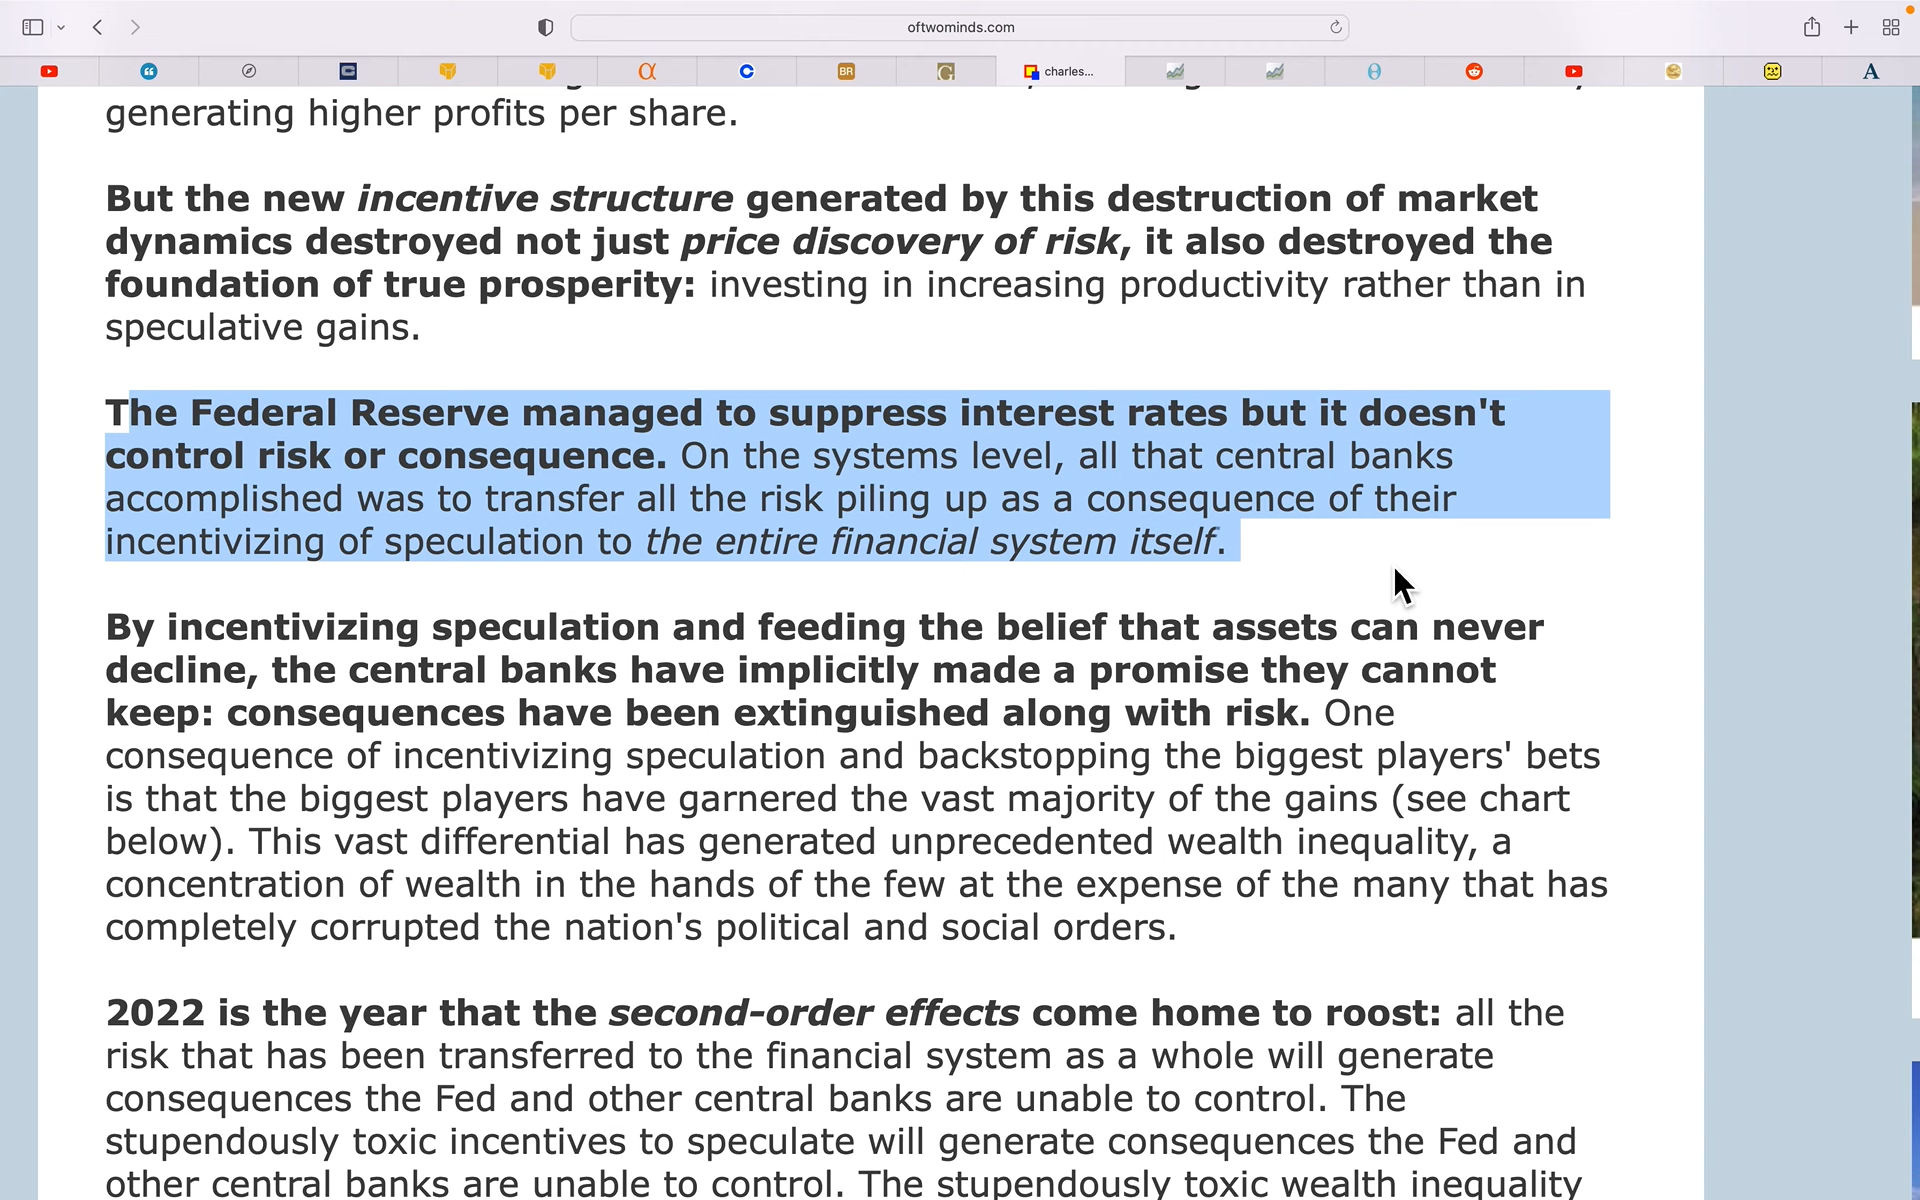 oftwominds.com
BR
G
charles...
A
generating higher profits per share.
But the new incentive structure generated by this destruction of market
dynamics destroyed not just price discovery of risk, it also destroyed the
foundation of true prosperity: investing in increasing productivity rather than in
speculative gains.
The Federal Reserve managed to suppress interest rates but it doesn't
control risk or consequence. On the systems level, all that central banks
accomplished was to transfer all the risk piling up as a consequence of their
incentivizing of speculation to the entire financial system itself.
By incentivizing speculation and feeding the belief that assets can never
decline, the central banks have implicitly made a promise they cannot
keep: consequences have been extinguished along with risk. One
consequence of incentivizing speculation and backstopping the biggest players' bets
is that the biggest players have garnered the vast majority of the gains (see chart
below). This vast differential has generated unprecedented wealth inequality, a
concentration of wealth in the hands of the few at the expense of the many that has
completely corrupted the nation's political and social orders.
2022 is the year that the second-order effects come home to roost: all the
risk that has been transferred to the financial system as a whole will generate
consequences the Fed and other central banks are unable to control. The
stupendously toxic incentives to speculate will generate consequences the Fed and
other central banks are unable to control. The stupendously toxic wealth inequality